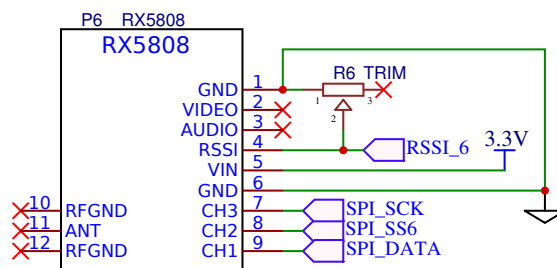 P6 RX5808
RX5808
GND 1
VIDEO 2
AUDIO 3
RSSI 4
VIN 5
GND 6
CH3 7
CH2 8
CH1 9
10 RFGND
11 ANT
12 RFGND
R6 TRIM
1 3
2
RSSI_6
3.3V
SPI_SCK
SPI_SS6
SPI_DATA